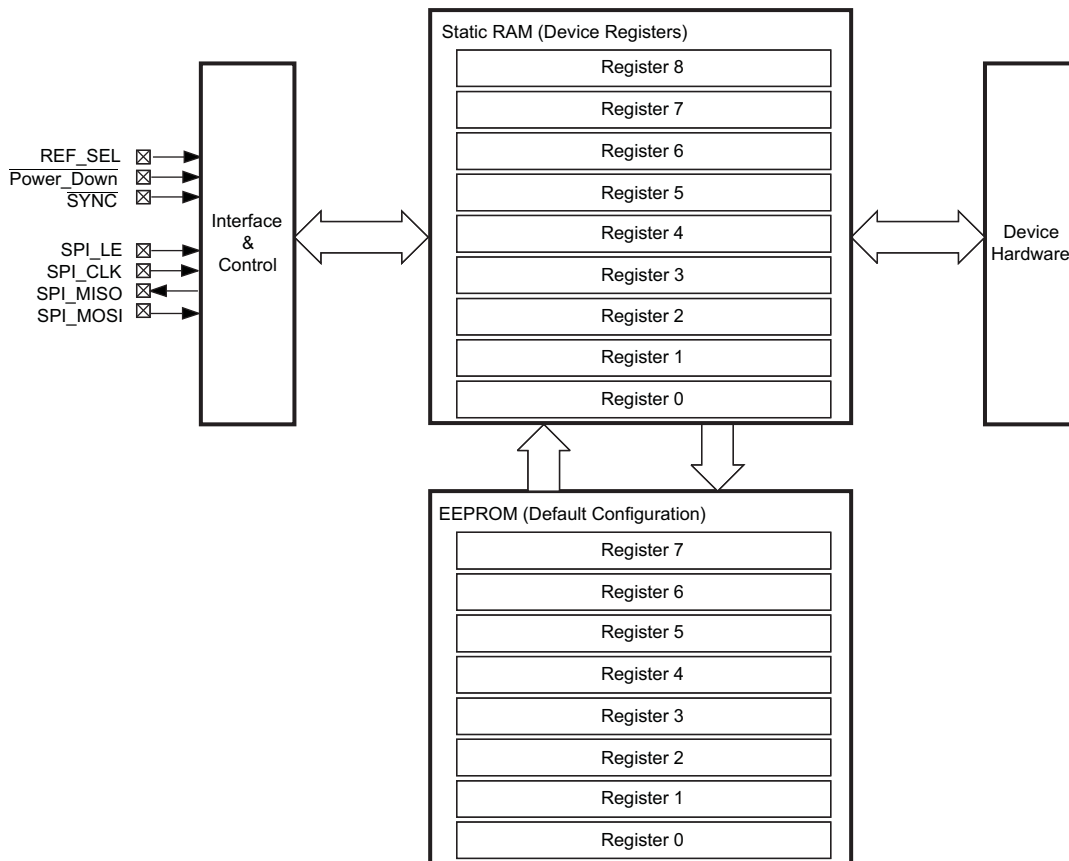 Static RAM (Device Registers)
Register 8
Register 7
Register 6
Register 5
Register 4
Register 3
Register 2
Register 1
Register 0
REF_SEL
Power_Down
SYNC
SPI_LE
SPI_CLK
SPI_MISO
SPI_MOSI
Interface
&
Control
Device
Hardware
EEPROM (Default Configuration)
Register 7
Register 6
Register 5
Register 4
Register 3
Register 2
Register 1
Register 0